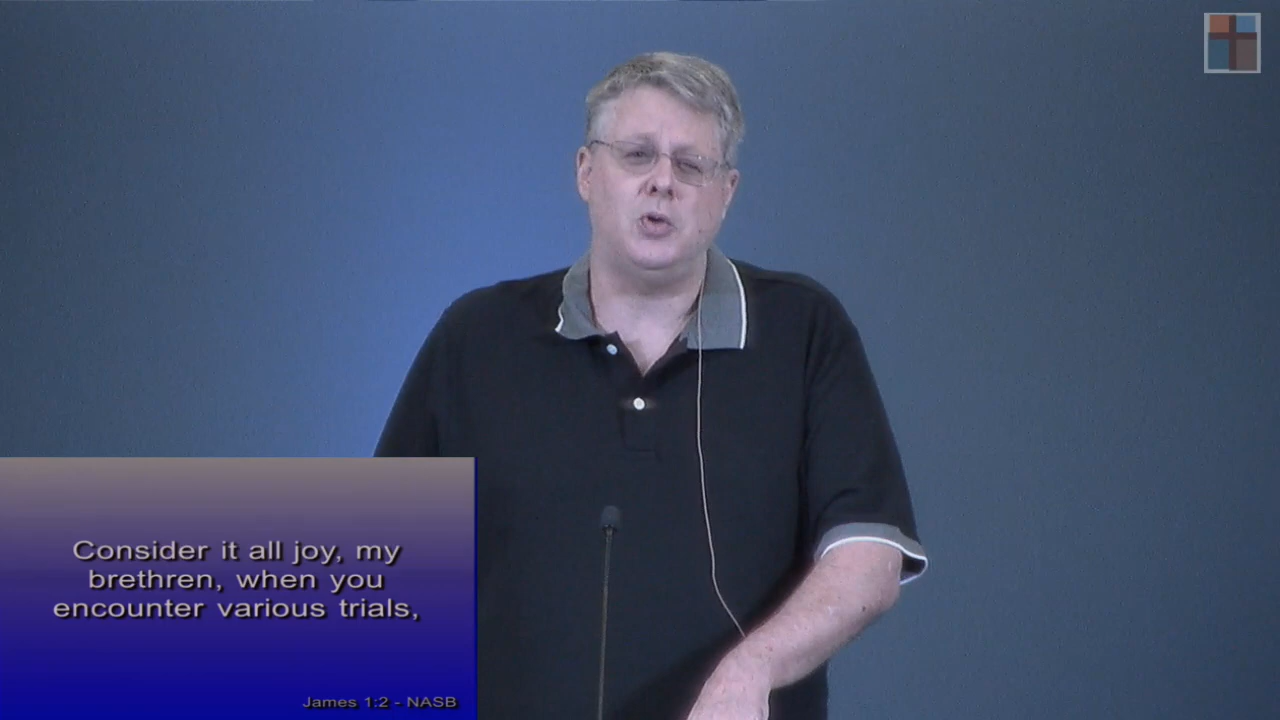 Consider it all joy, my
brethren, when you
encounter various trials,
James 1:2 - NASB